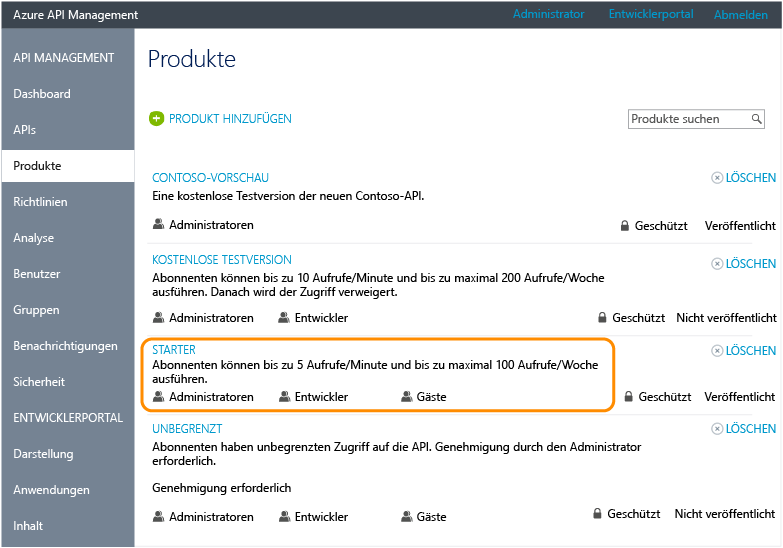 Azure API Management
Administrator Entwicklerportal Abmelden
API MANAGEMENT
Dashboard
APIs
Produkte
Richtlinien
Analyse
Benutzer
Gruppen
Benachrichtigungen
Sicherheit
ENTWICKLERPORTAL
Darstellung
Anwendungen
Inhalt
Produkte
PRODUKT HINZUFÜGEN
Produkte suchen
CONTOSO-VORSCHAU
LÖSCHEN
Eine kostenlose Testversion der neuen Contoso-API.
Administratoren
Geschützt Veröffentlicht
KOSTENLOSE TESTVERSION
LÖSCHEN
Abonnenten können bis zu 10 Aufrufe/Minute und bis zu maximal 200 Aufrufe/Woche
ausführen. Danach wird der Zugriff verweigert.
Administratoren Entwickler
Geschützt Nicht veröffentlicht
STARTER
LÖSCHEN
Abonnenten können bis zu 5 Aufrufe/Minute und bis zu maximal 100 Aufrufe/Woche
ausführen.
Administratoren Entwickler Gäste
Geschützt Veröffentlicht
UNBEGRENZT
LÖSCHEN
Abonnenten haben unbegrenzten Zugriff auf die API. Genehmigung durch den Administrator
erforderlich.
Genehmigung erforderlich
Administratoren Entwickler Gäste
Geschützt Nicht veröffentlicht